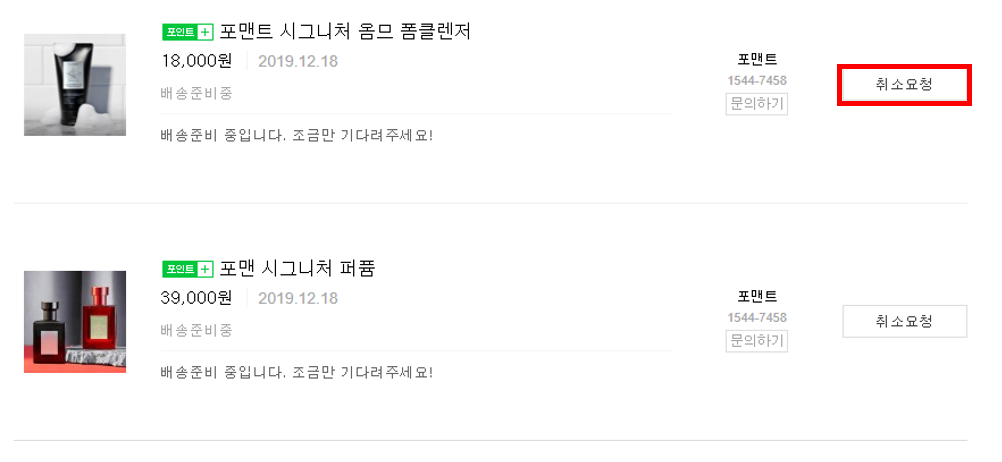 포인트 + 포맨트 시그니처 옴므 폼클렌저
18,000원 2019.12.18
배송준비중
배송준비 중입니다. 조금만 기다려주세요!
포맨트
1544-7458
문의하기
취소요청
포인트 + 포맨 시그니처 퍼퓸
39,000원 2019.12.18
배송준비중
배송준비 중입니다. 조금만 기다려주세요!
포맨트
1544-7458
문의하기
취소요청